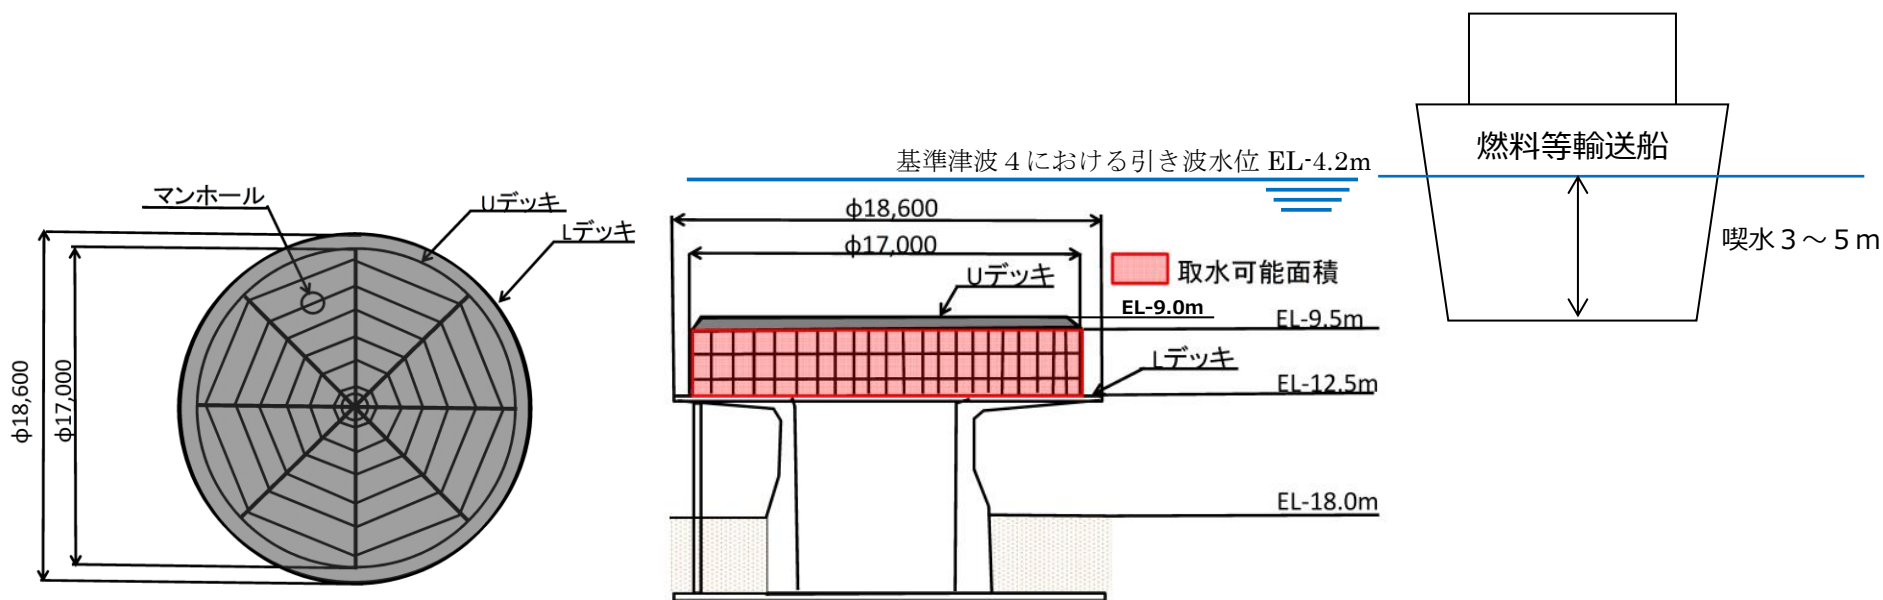 マンホール
Uデッキ
Lデッキ
φ18,600
φ17,000
基準津波４における引き波水位 EL-4.2m
φ18,600
φ17,000
Uデッキ
取水可能面積
EL-9.0m
EL-9.5m
Lデッキ
EL-12.5m
EL-18.0m
燃料等輸送船
喫水３～５ｍ